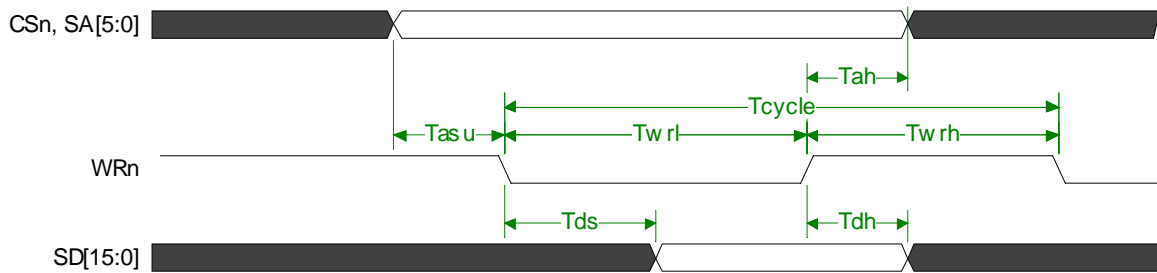 CSn, SA[5:0]
Tah
Tcycle
Tasu Twrl Twrh
WRn
Tds Tdh
SD[15:0]